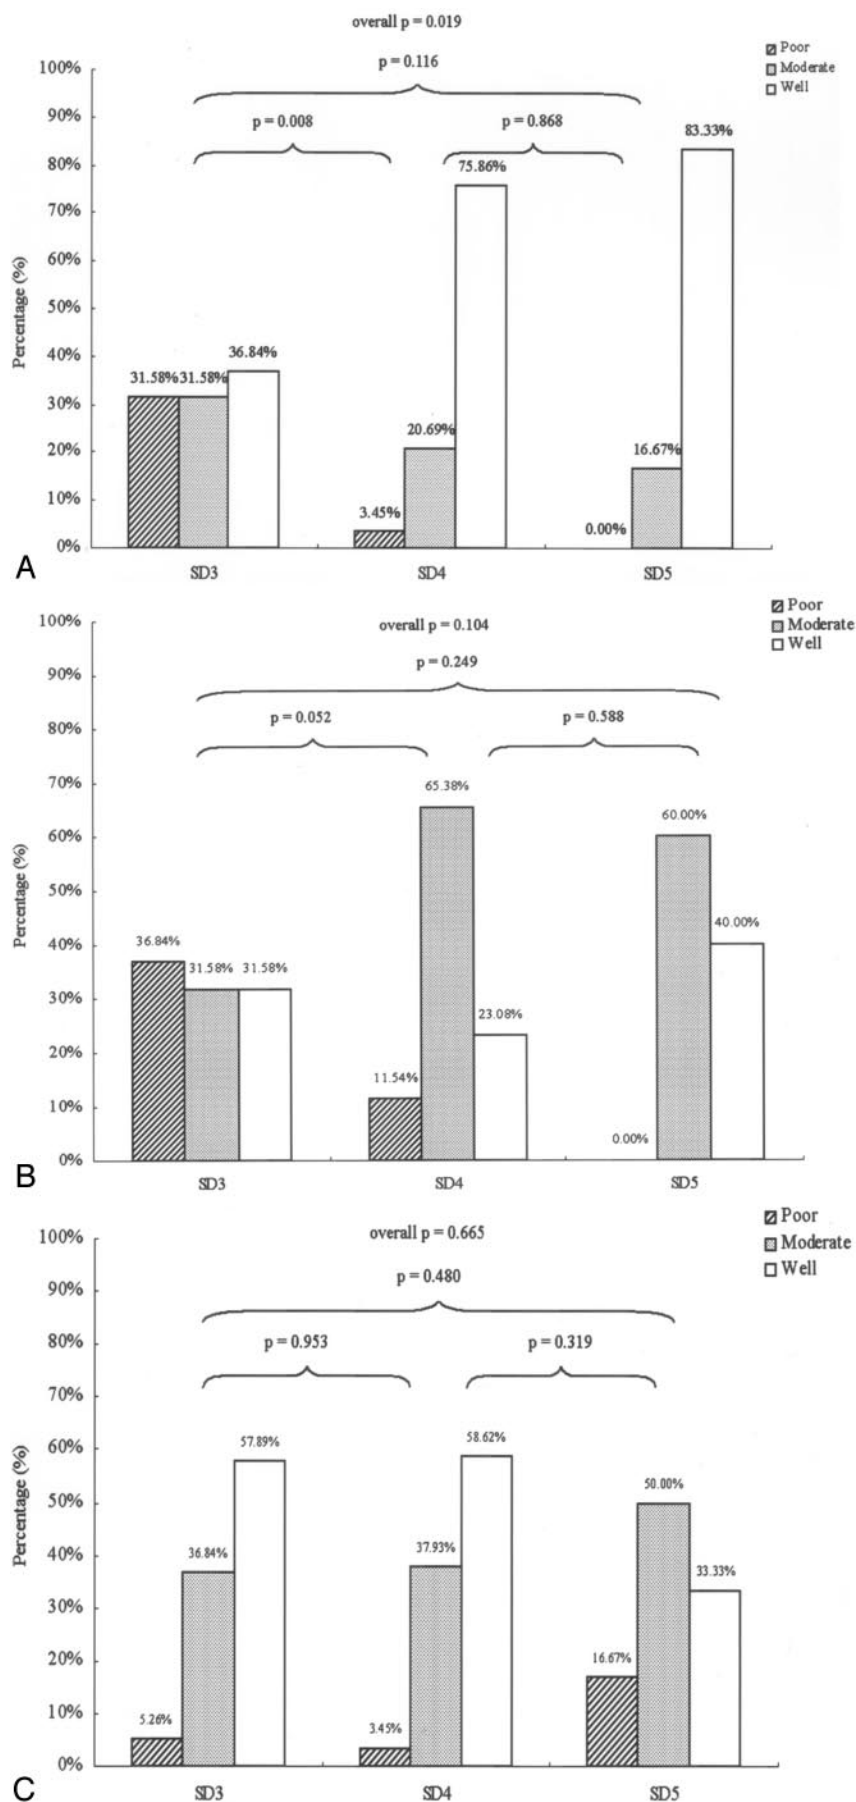 overall p = 0.019
p = 0.116
Poor
Moderate
Well
p = 0.008
p = 0.868
100%
90%
80%
70%
60%
50%
40%
30%
20%
10%
0%
Percentage (%)
31.58%
31.58%
36.84%
3.45%
20.69%
75.86%
0.00%
16.67%
83.33%
SD3
SD4
SD5
A
overall p = 0.104
p = 0.249
Poor
Moderate
Well
p = 0.052
p = 0.588
100%
90%
80%
70%
60%
50%
40%
30%
20%
10%
0%
Percentage (%)
36.84%
31.58%
31.58%
11.54%
65.38%
23.08%
0.00%
60.00%
40.00%
SD3
SD4
SD5
B
overall p = 0.665
p = 0.480
Poor
Moderate
Well
p = 0.953
p = 0.319
100%
90%
80%
70%
60%
50%
40%
30%
20%
10%
0%
Percentage (%)
5.26%
36.84%
57.89%
3.45%
37.93%
58.62%
16.67%
50.00%
33.33%
SD3
SD4
SD5
C